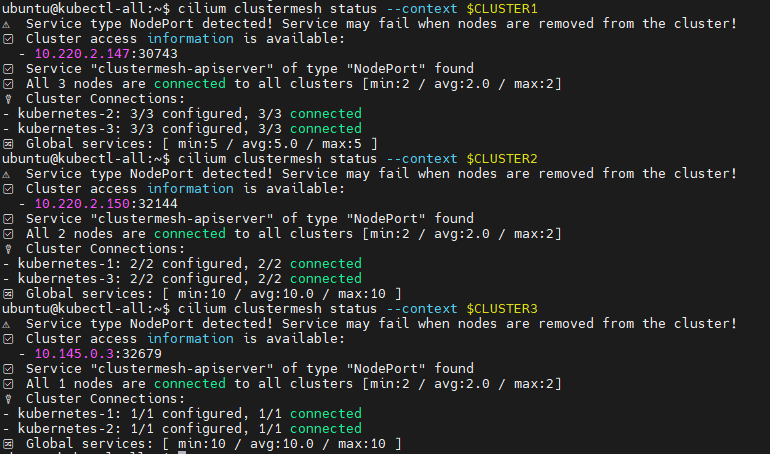 ubuntu@kubectl-all:~$ cilium clustermesh status --context $CLUSTER1
⚠ Service type NodePort detected! Service may fail when nodes are removed from the cluster!
☑ Cluster access information is available:
- 10.220.2.147:30743
☑ Service "clustermesh-apiserver" of type "NodePort" found
☑ All 3 nodes are connected to all clusters [min:2 / avg:2.0 / max:2]
Cluster Connections:
- kubernetes-2: 3/3 configured, 3/3 connected
- kubernetes-3: 3/3 configured, 3/3 connected
Global services: [ min:5 / avg:5.0 / max:5 ]
ubuntu@kubectl-all:~$ cilium clustermesh status --context $CLUSTER2
⚠ Service type NodePort detected! Service may fail when nodes are removed from the cluster!
☑ Cluster access information is available:
- 10.220.2.150:32144
☑ Service "clustermesh-apiserver" of type "NodePort" found
☑ All 2 nodes are connected to all clusters [min:2 / avg:2.0 / max:2]
Cluster Connections:
- kubernetes-1: 2/2 configured, 2/2 connected
- kubernetes-3: 2/2 configured, 2/2 connected
Global services: [ min:10 / avg:10.0 / max:10 ]
ubuntu@kubectl-all:~$ cilium clustermesh status --context $CLUSTER3
⚠ Service type NodePort detected! Service may fail when nodes are removed from the cluster!
☑ Cluster access information is available:
- 10.145.0.3:32679
☑ Service "clustermesh-apiserver" of type "NodePort" found
☑ All 1 nodes are connected to all clusters [min:2 / avg:2.0 / max:2]
Cluster Connections:
- kubernetes-1: 1/1 configured, 1/1 connected
- kubernetes-2: 1/1 configured, 1/1 connected
Global services: [ min:10 / avg:10.0 / max:10 ]